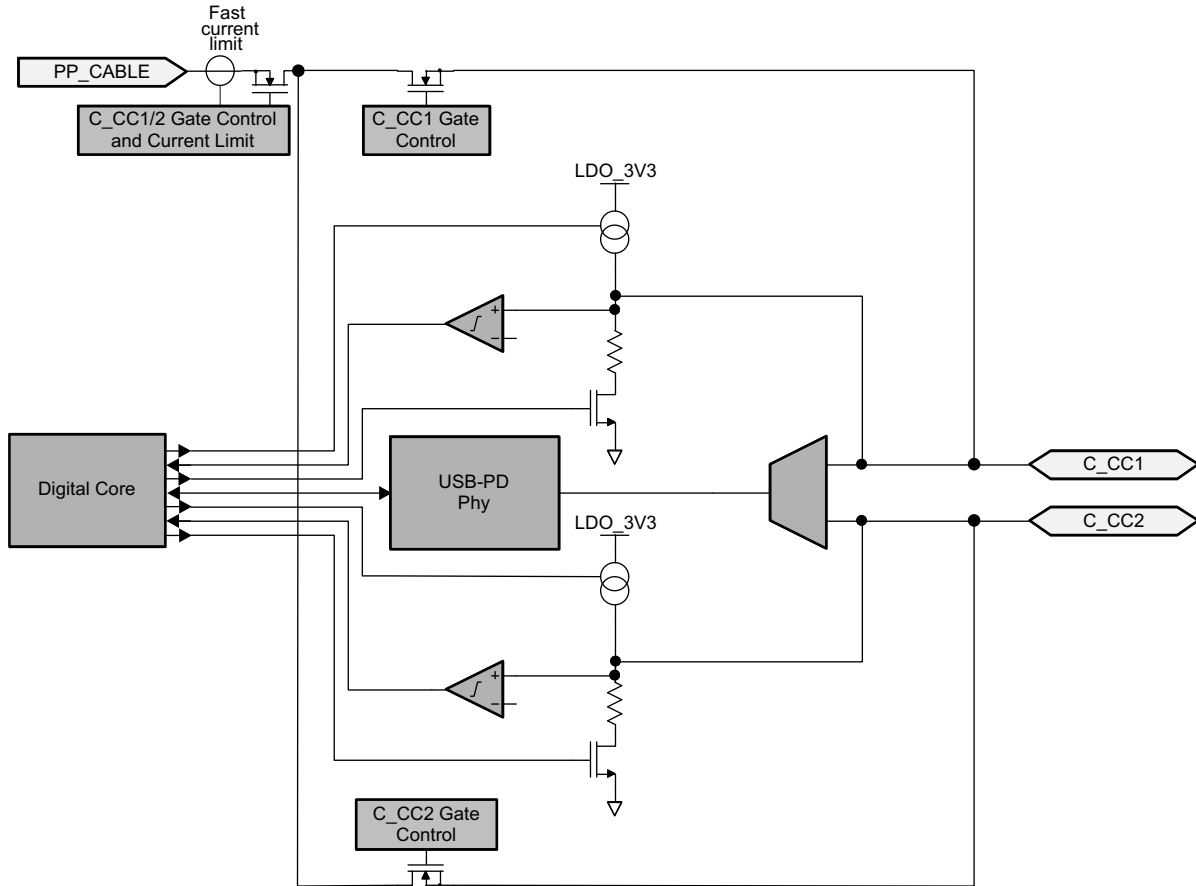 Fast
current
limit
PP_CABLE
C_CC1/2 Gate Control
and Current Limit
C_CC1 Gate
Control
LDO_3V3
+
−
Digital Core
USB-PD
Phy
C_CC1
C_CC2
LDO_3V3
+
−
C_CC2 Gate
Control